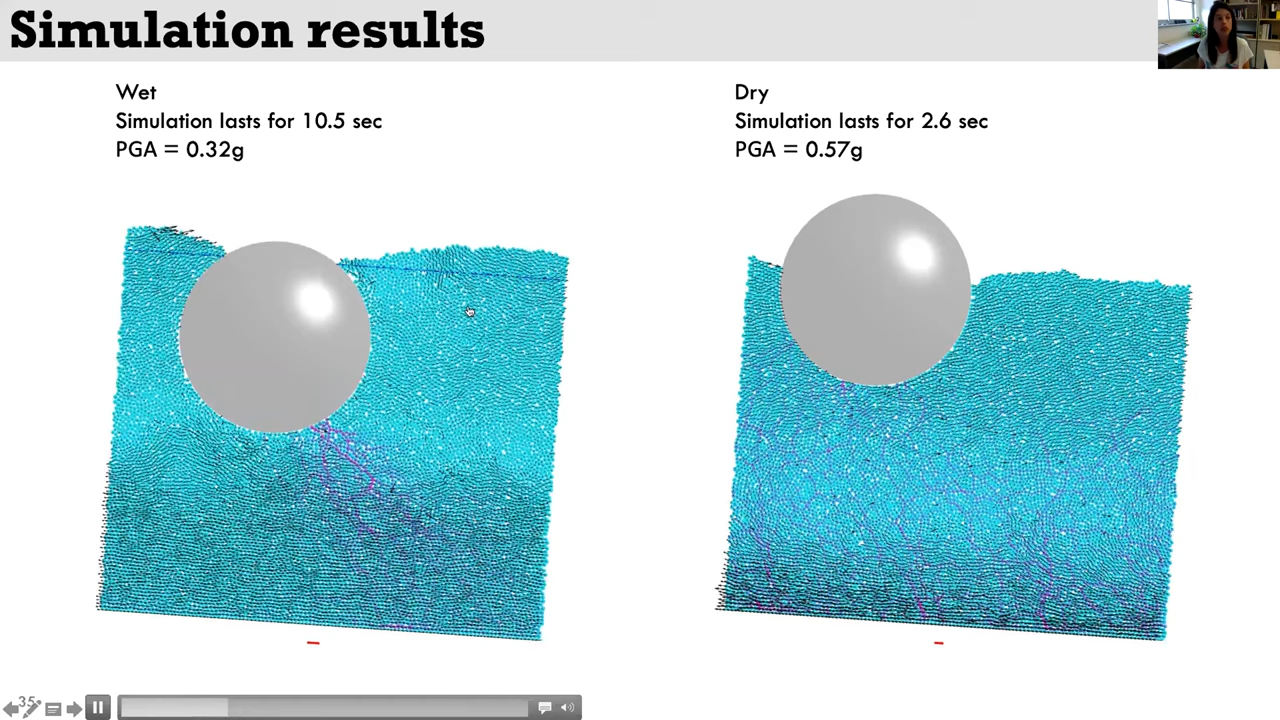 Simulation results
Wet
Simulation lasts for 10.5 sec
PGA = 0.32g
Dry
Simulation lasts for 2.6 sec
PGA = 0.57g
35